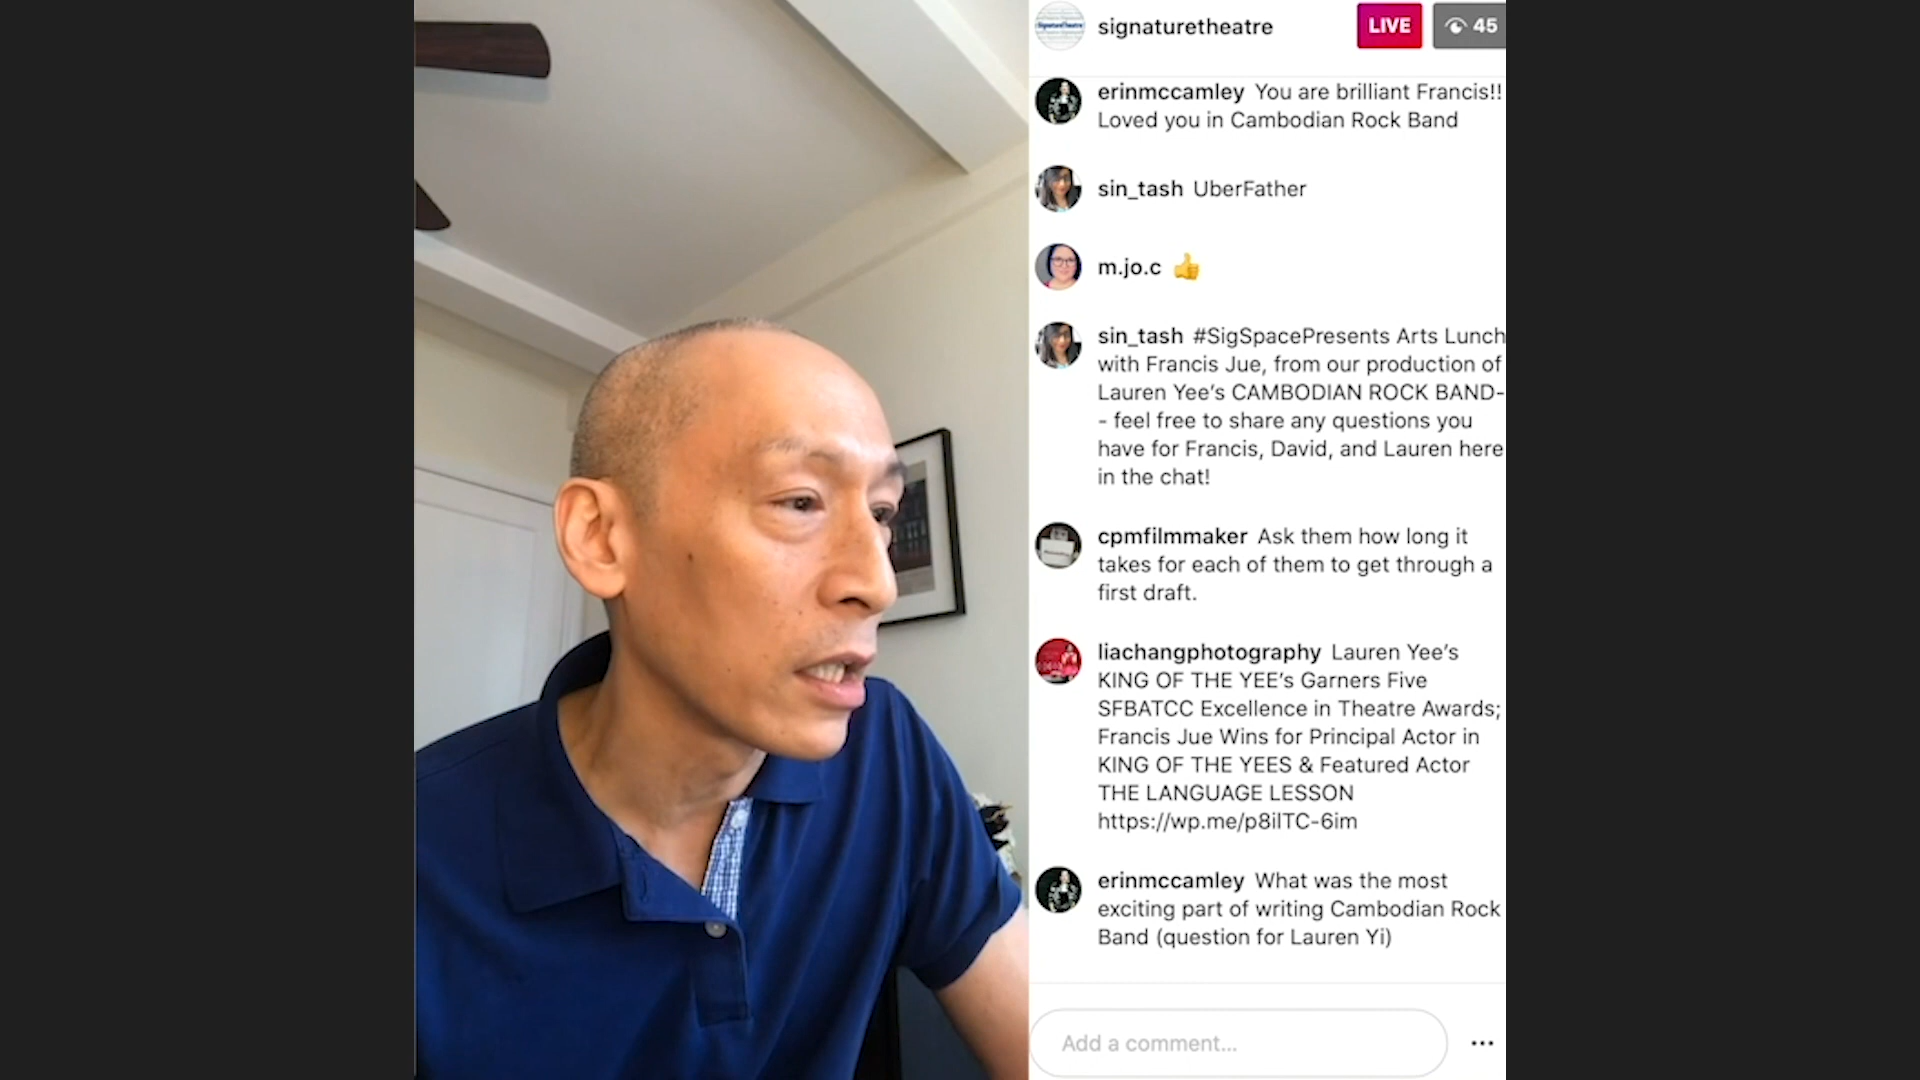 signaturetheatre
LIVE
45
erinmccamley You are brilliant Francis!!
Loved you in Cambodian Rock Band
sin_tash UberFather
m.jo.c 👍
sin_tash #SigSpacePresents Arts Lunch
with Francis Jue, from our production of
Lauren Yee’s CAMBODIAN ROCK BAND-
- feel free to share any questions you
have for Francis, David, and Lauren here
in the chat!
cpmfilmmaker Ask them how long it
takes for each of them to get through a
first draft.
liachangphotography Lauren Yee’s
KING OF THE YEE’s Garners Five
SFBATCC Excellence in Theatre Awards;
Francis Jue Wins for Principal Actor in
KING OF THE YEES & Featured Actor
THE LANGUAGE LESSON
https://wp.me/p8ilTC-6im
erinmccamley What was the most
exciting part of writing Cambodian Rock
Band (question for Lauren Yi)
Add a comment...